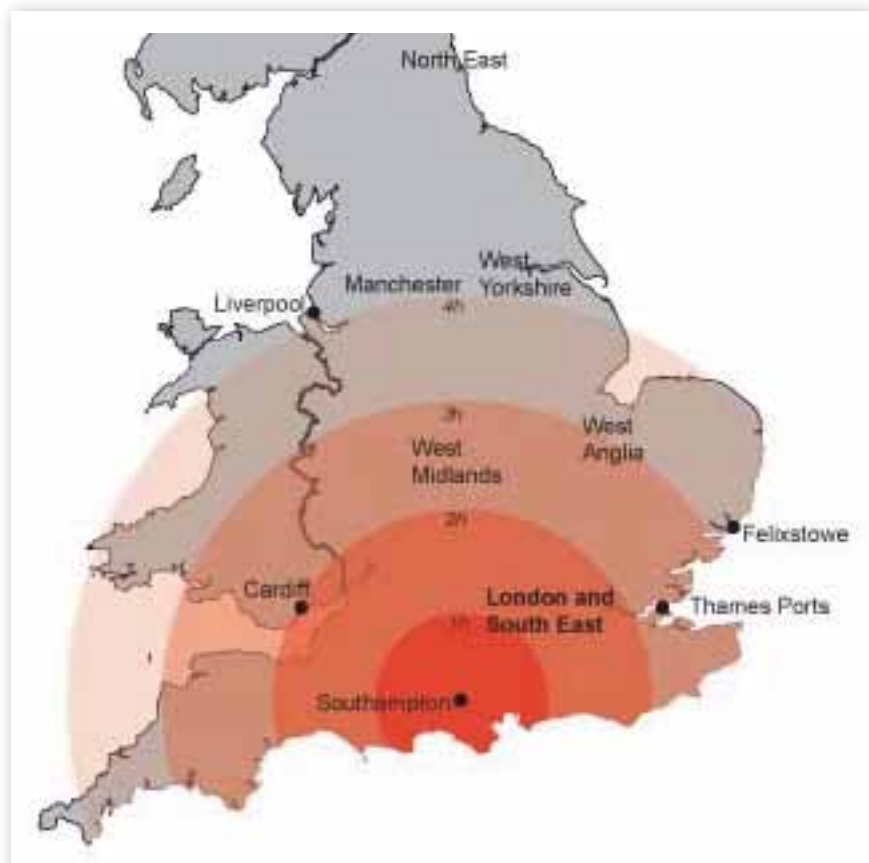 North East
West
Yorkshire
Manchester
Liverpool
4h
3h
West
Anglia
West
Midlands
2h
Felixstowe
Cardiff
London and
South East
Thames Ports
1h
Southampton